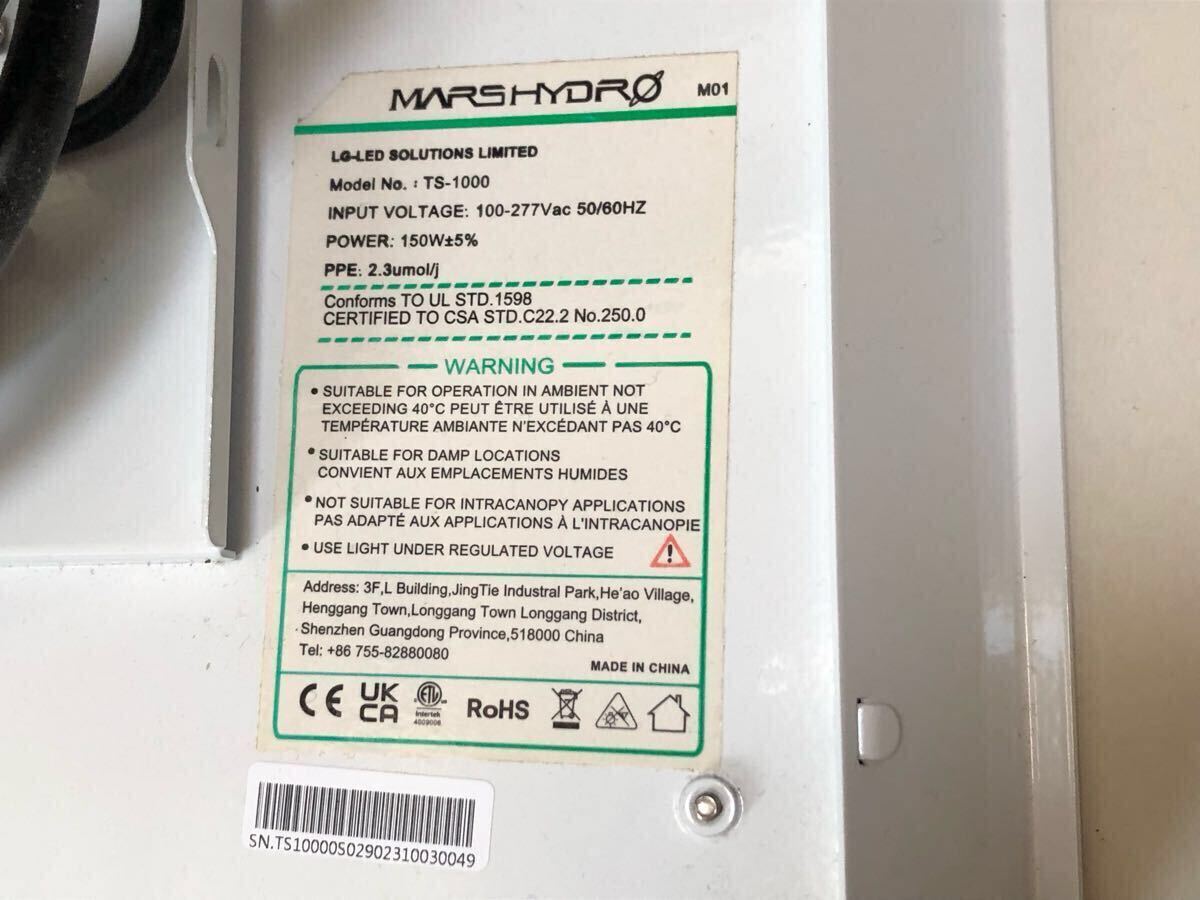 MARSHYDRO M01
LG-LED SOLUTIONS LIMITED
Model No. : TS-1000
INPUT VOLTAGE: 100-277Vac 50/60HZ
POWER: 150W±5%
PPE: 2.3umol/j
Conforms TO UL STD.1598
CERTIFIED TO CSA STD.C22.2 No.250.0
WARNING
• SUITABLE FOR OPERATION IN AMBIENT NOT
EXCEEDING 40°C PEUT ÊTRE UTILISÉ À UNE
TEMPÉRATURE AMBIANTE N'EXCÉDANT PAS 40°C
• SUITABLE FOR DAMP LOCATIONS
CONVIENT AUX EMPLACEMENTS HUMIDES
• NOT SUITABLE FOR INTRACANOPY APPLICATIONS
PAS ADAPTÉ AUX APPLICATIONS À L'INTRACANOPIE
• USE LIGHT UNDER REGULATED VOLTAGE
Address: 3F,L Building,JingTie Industral Park,He'ao Village,
Henggang Town,Longgang Town Longgang District,
Shenzhen Guangdong Province,518000 China
Tel: +86 755-82880080
MADE IN CHINA
CE UK CA ETL Intertek 4009006 RoHS
SN.TS10000502902310030049